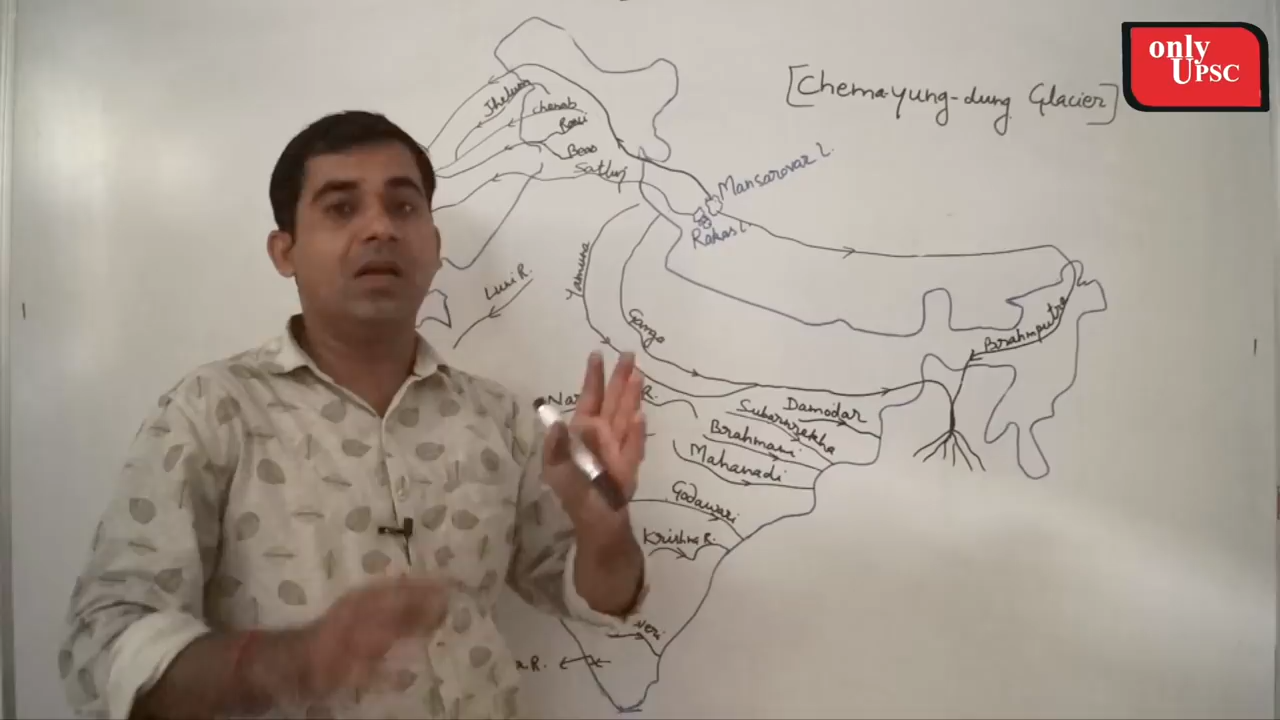 only
UPSC
[Chema-yung-dung Glacier]
Jhelum
chenab
Ravi
Beas
Satluj
Mansarovar L.
Rakas L.
Luni R.
Yamuna
Ganga
Brahmputra
R.
Damodar
Subarnrekha
Brahmani
Mahanadi
Godawari
Krishna R.
R.